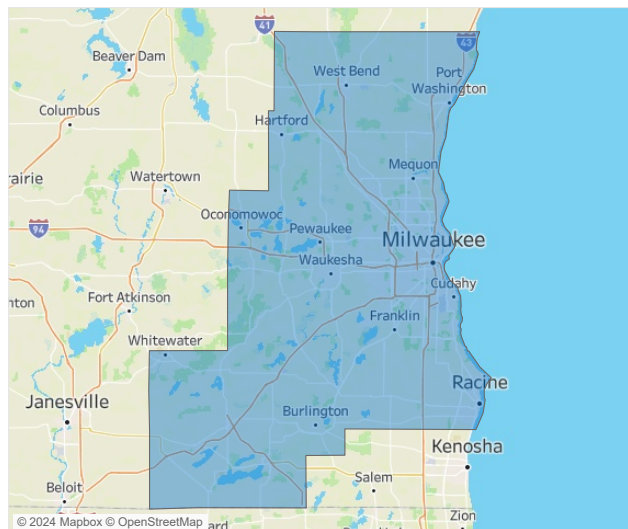 41
43
Beaver Dam
West Bend
Port
Washington
Columbus
Hartford
rairie
Watertown
Mequon
Oconomowoc
94
Pewaukee
Milwaukee
Waukesha
Cudahy
nton
Fort Atkinson
Franklin
Whitewater
Racine
Janesville
Burlington
Kenosha
Salem
Beloit
Zion
ard
© 2024 Mapbox © OpenStreetMap